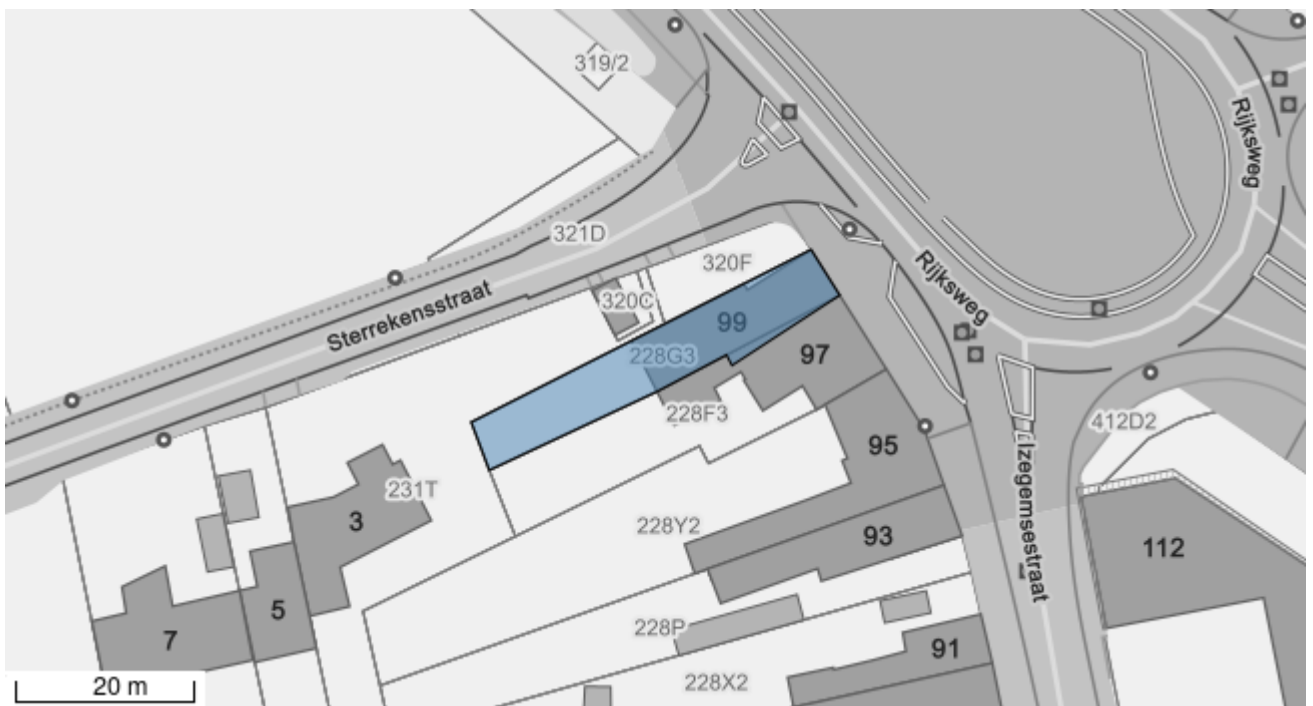 319/2
Rijksweg
321D
320F
Rijksweg
Sterrekensstraat
320C
99
228G3
97
228F3
412D2
95
231T
3
Izegemsestraat
228Y2
93
112
5
7
228P
91
228X2
20 m